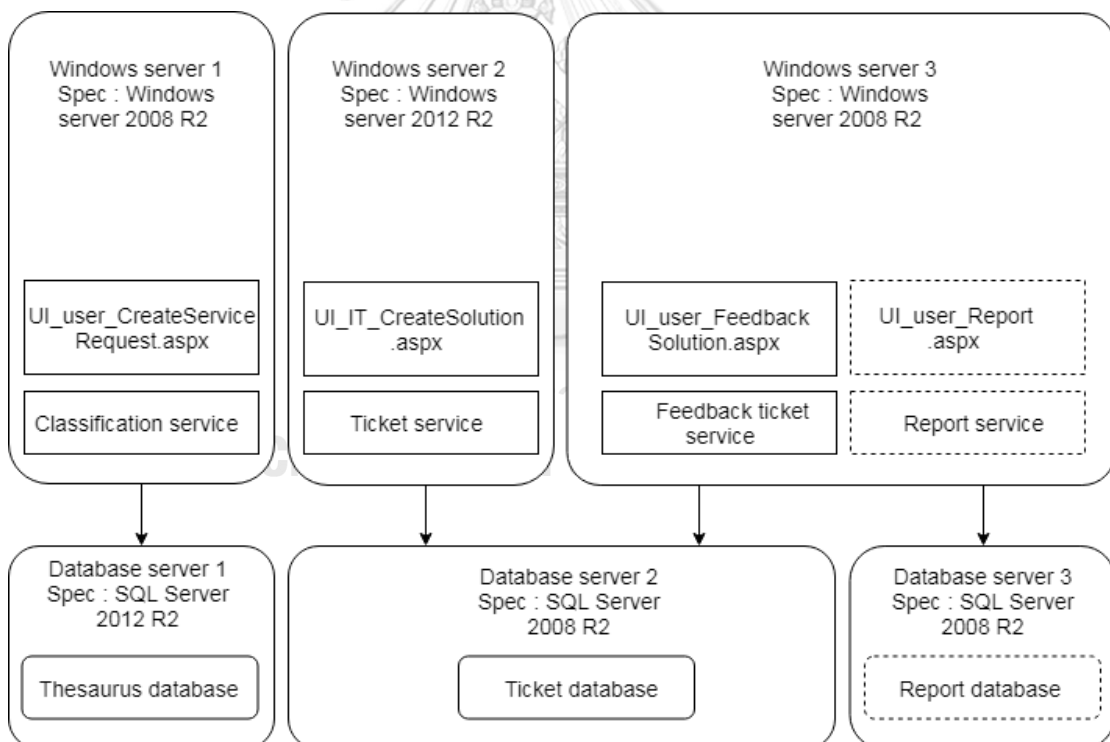 Windows server 1
Spec : Windows
server 2008 R2
Windows server 2
Spec : Windows
server 2012 R2
Windows server 3
Spec : Windows
server 2008 R2
UI_user_CreateService
Request.aspx
UI_IT_CreateSolution
.aspx
UI_user_Feedback
Solution.aspx
UI_user_Report
.aspx
Classification service
Ticket service
Feedback ticket
service
Report service
Database server 1
Spec : SQL Server
2012 R2
Database server 2
Spec : SQL Server
2008 R2
Database server 3
Spec : SQL Server
2008 R2
Thesaurus database
Ticket database
Report database